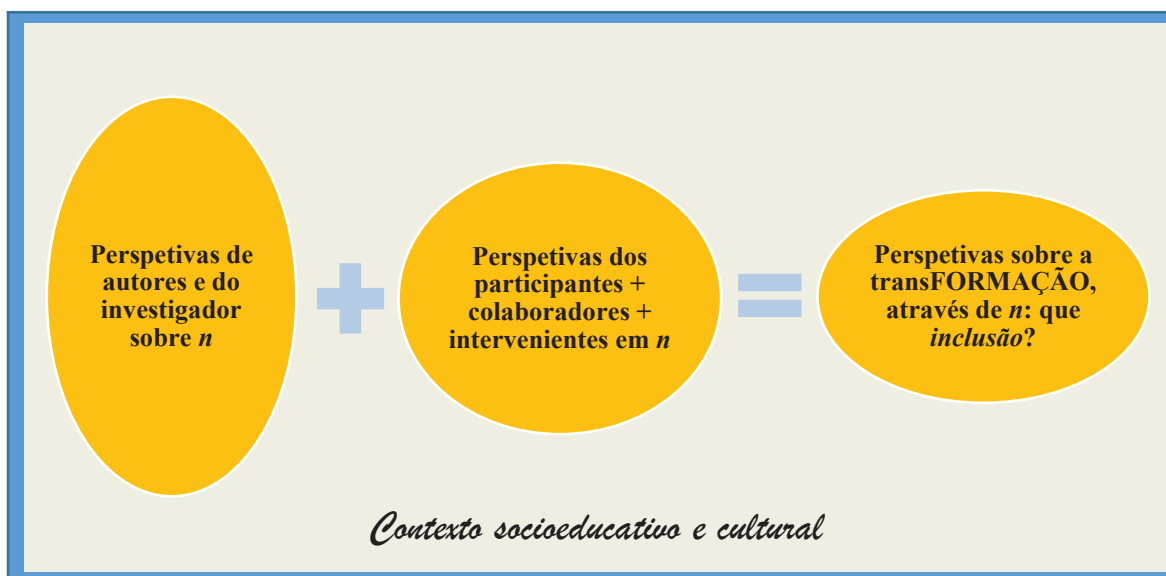 Perspetivas de
autores e do
investigador
sobre n
Perspetivas dos
participantes +
colaboradores +
intervenientes em n
Perspetivas sobre a
transFORMAÇÃO,
através de n: que
inclusão?
Contexto socioeducativo e cultural